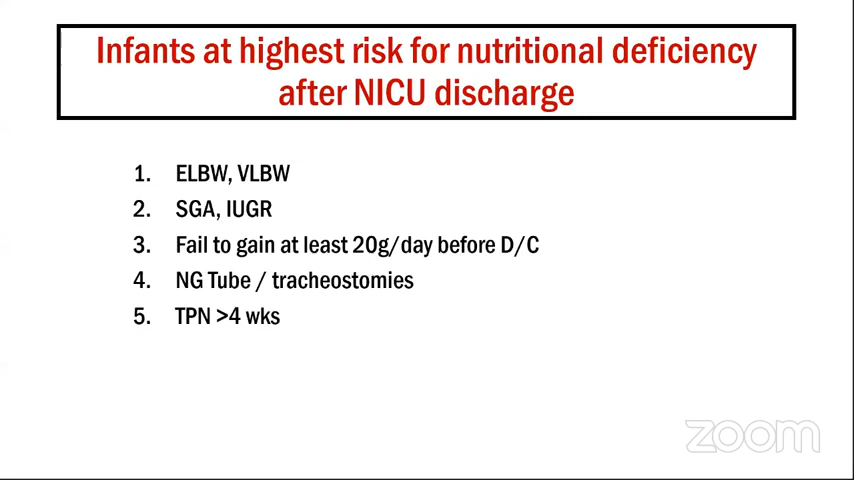 Infants at highest risk for nutritional deficiency
after NICU discharge
1. ELBW, VLBW
2. SGA, IUGR
3. Fail to gain at least 20g/day before D/C
4. NG Tube / tracheostomies
5. TPN >4 wks
zoom